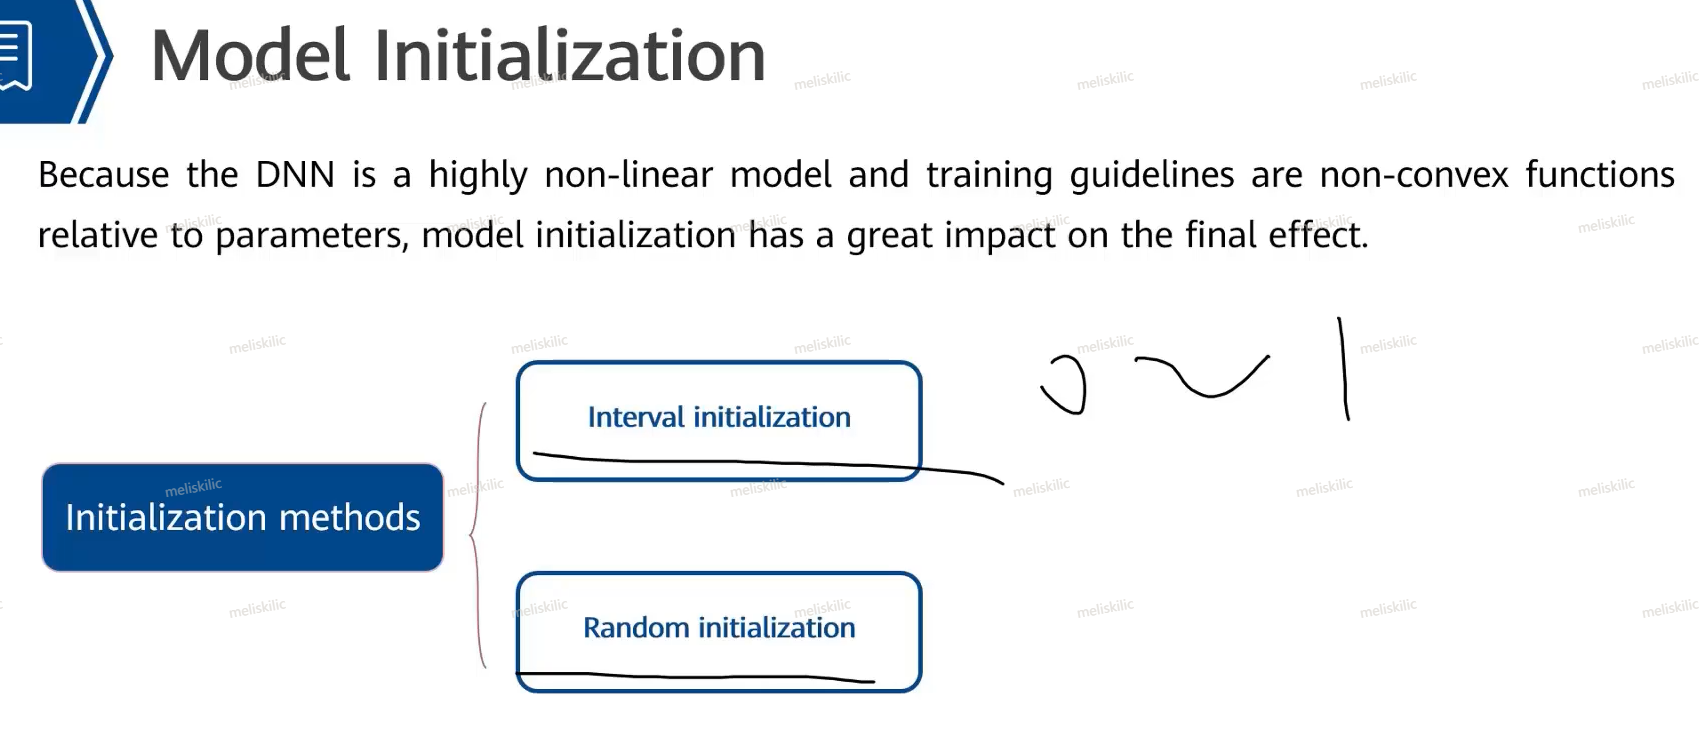 Model Initialization
Because the DNN is a highly non-linear model and training guidelines are non-convex functions
relative to parameters, model initialization has a great impact on the final effect.
Interval initialization
0 ~ 1
Initialization methods
Random initialization
meliskilic